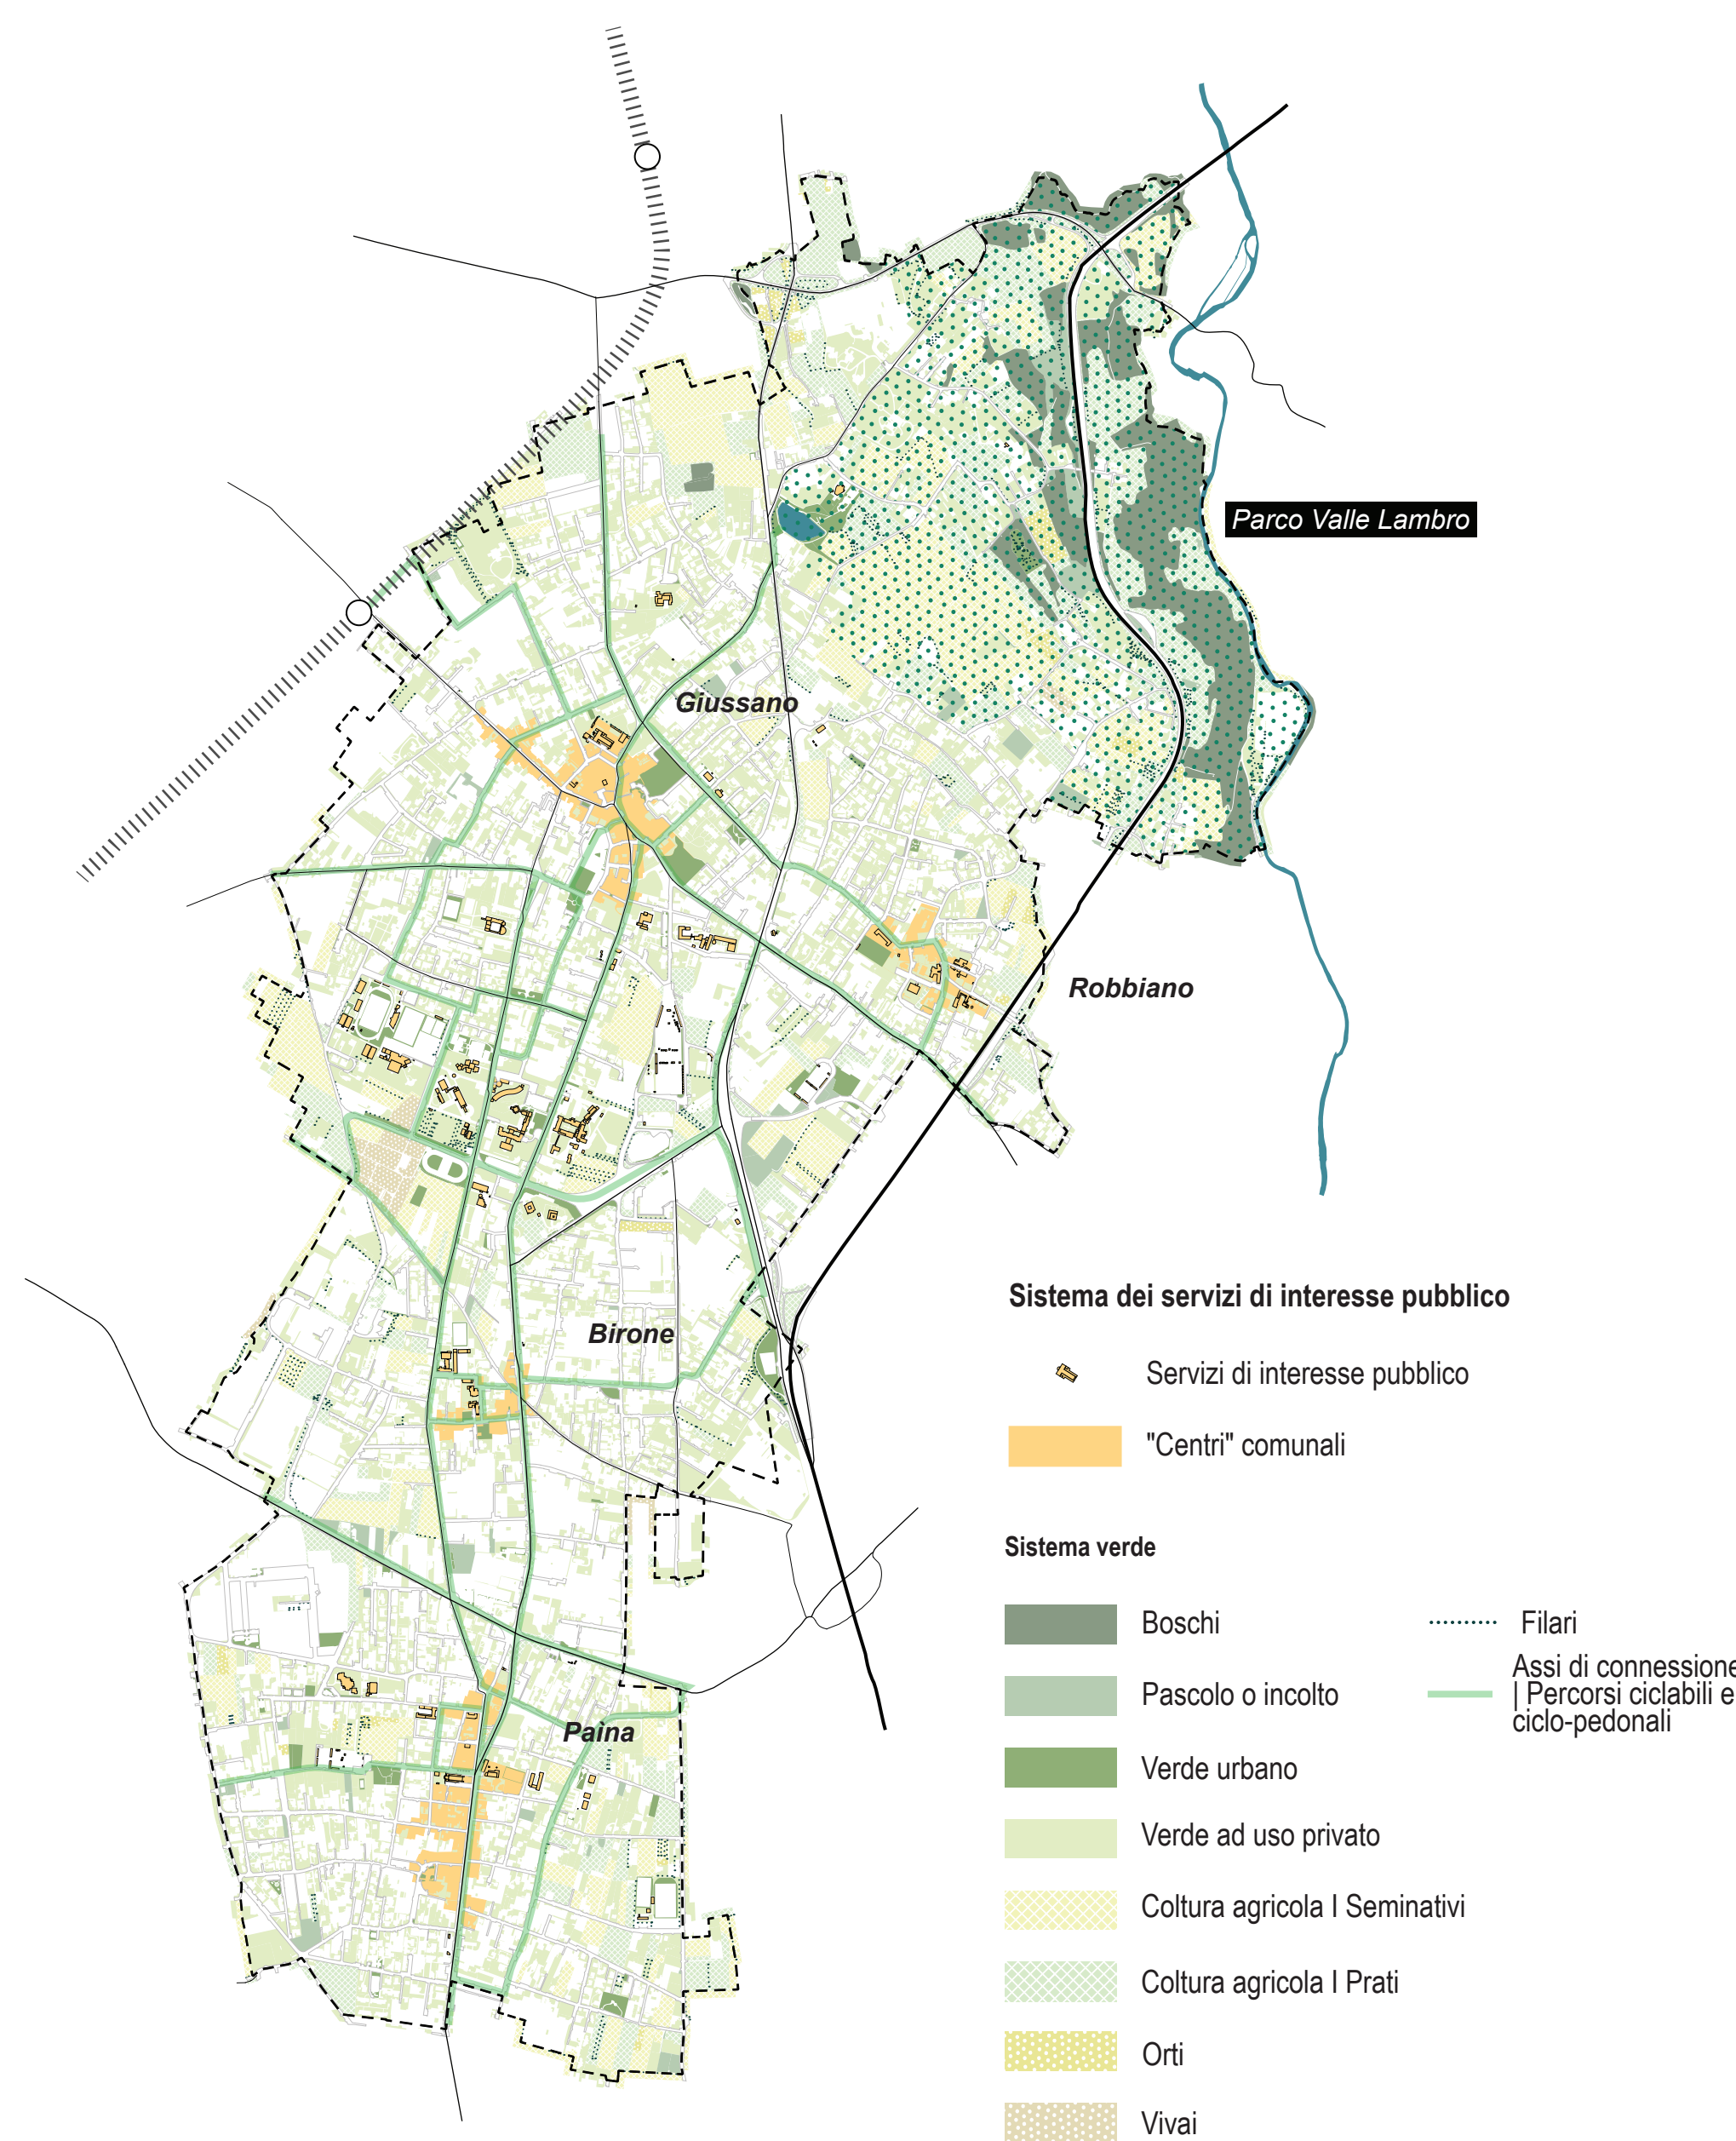 Parco Valle Lambro
Giussano
Robbiano
Birone
Paina
Sistema dei servizi di interesse pubblico
Servizi di interesse pubblico
"Centri" comunali
Sistema verde
Boschi
Pascolo o incolto
Verde urbano
Verde ad uso privato
Coltura agricola I Seminativi
Coltura agricola I Prati
Orti
Vivai
Filari
Assi di connessione
| Percorsi ciclabili e
ciclo-pedonali